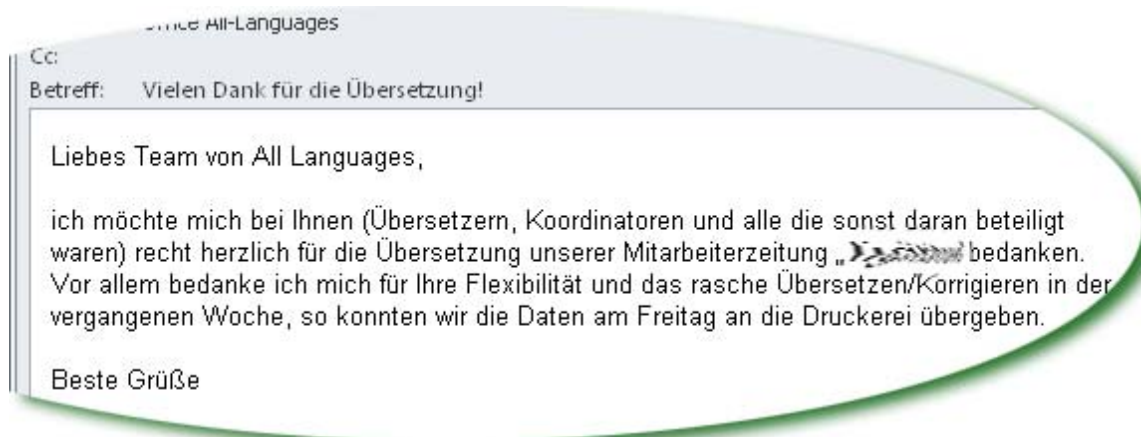 Office All-Languages
Cc:
Betreff: Vielen Dank für die Übersetzung!
Liebes Team von All Languages,
ich möchte mich bei Ihnen (Übersetzern, Koordinatoren und alle die sonst daran beteiligt
waren) recht herzlich für die Übersetzung unserer Mitarbeiterzeitung „ bedanken.
Vor allem bedanke ich mich für Ihre Flexibilität und das rasche Übersetzen/Korrigieren in der
vergangenen Woche, so konnten wir die Daten am Freitag an die Druckerei übergeben.
Beste Grüße